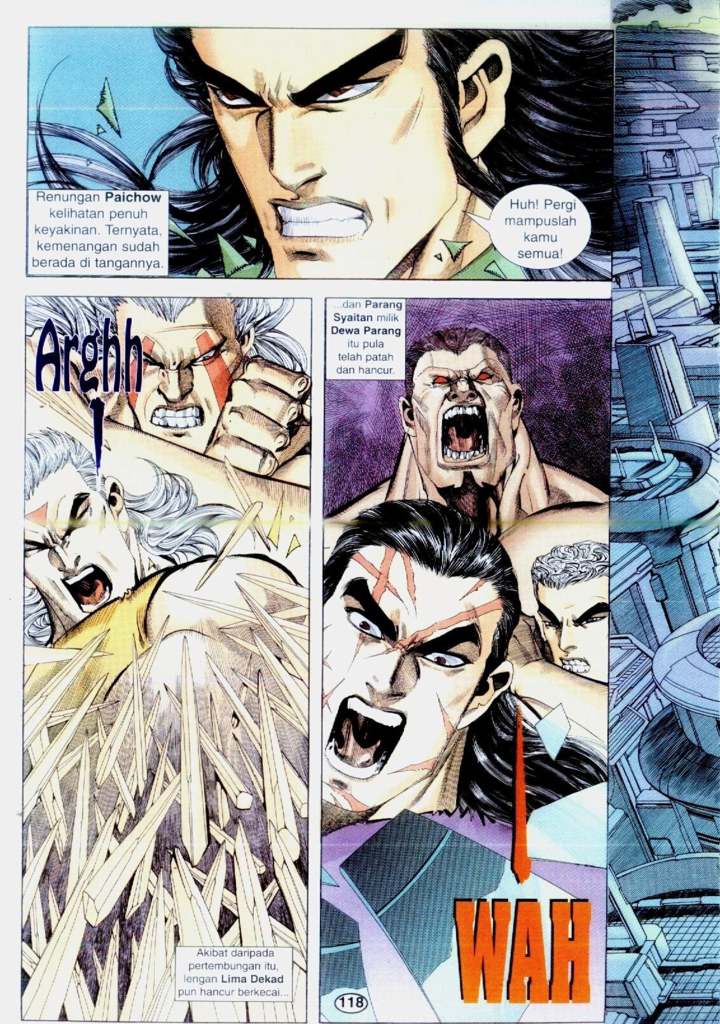 Renungan Paichow
kelihatan penuh
keyakinan. Ternyata,
kemenangan sudah
berada di tangannya.
Huh! Pergi
mampuslah
kamu
semua!
Arghh
...dan Parang
Syaitan milik
Dewa Parang
itu pula
telah patah
dan hancur.
Akibat daripada
pertembungan itu,
lengan Lima Dekad
pun hancur berkecai...
WAH
118